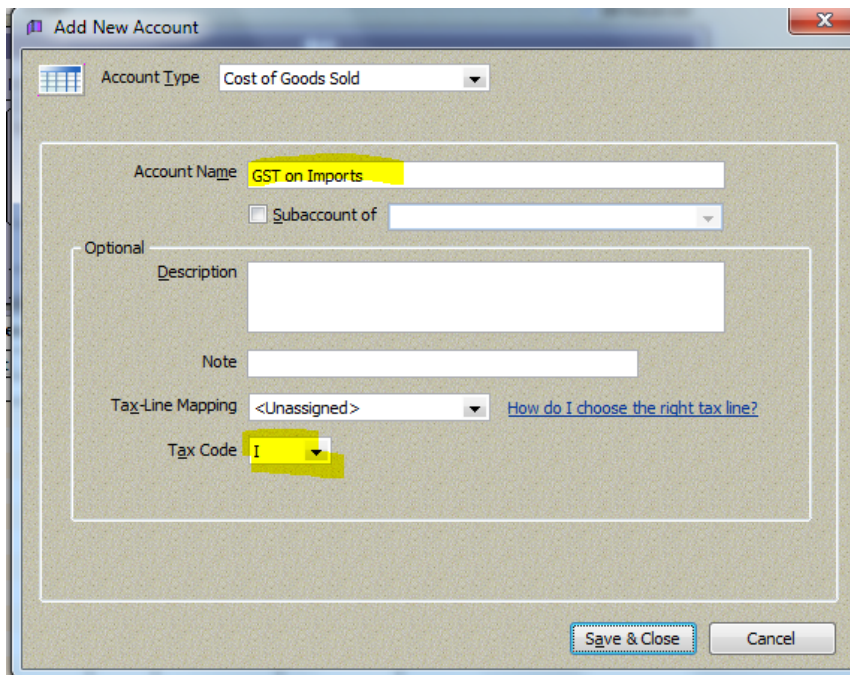 Add New Account
Account Type Cost of Goods Sold
Account Name GST on Imports
Subaccount of
Optional
Description
Note
Tax-Line Mapping <Unassigned> How do I choose the right tax line?
Tax Code I
Save & Close Cancel